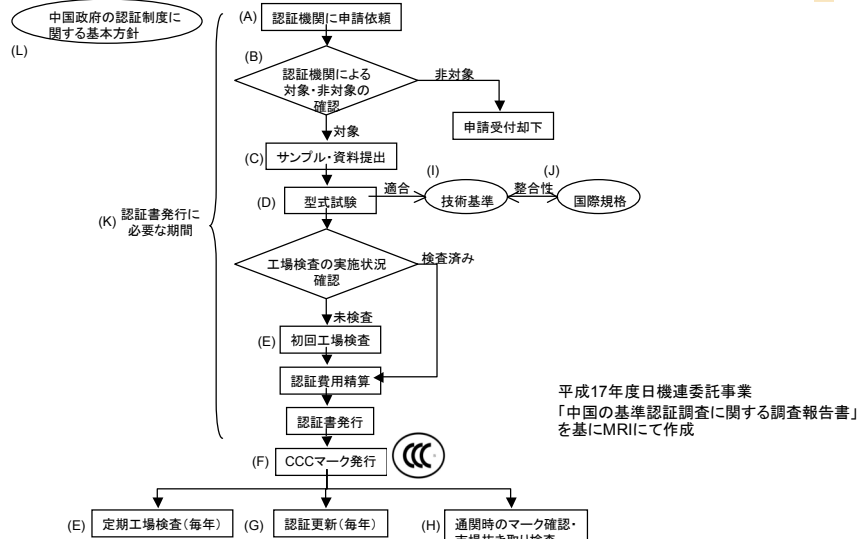 中国政府の認証制度に
関する基本方針
(L)
(A)
認証機関に申請依頼
(B)
認証機関による
対象・非対象の
確認
非対象
申請受付却下
対象
(C)
サンプル・資料提出
(D)
型式試験
適合
(I)
技術基準
整合性
(J)
国際規格
(K)
認証書発行に
必要な期間
工場検査の実施状況
確認
検査済み
未検査
(E)
初回工場検査
認証費用精算
認証書発行
(F)
CCCマーク発行
CCC
平成17年度日機連委託事業
「中国の基準認証調査に関する調査報告書」
を基にMRIにて作成
(E)
定期工場検査(毎年)
(G)
認証更新(毎年)
(H)
通関時のマーク確認・
市場抜き取り検査